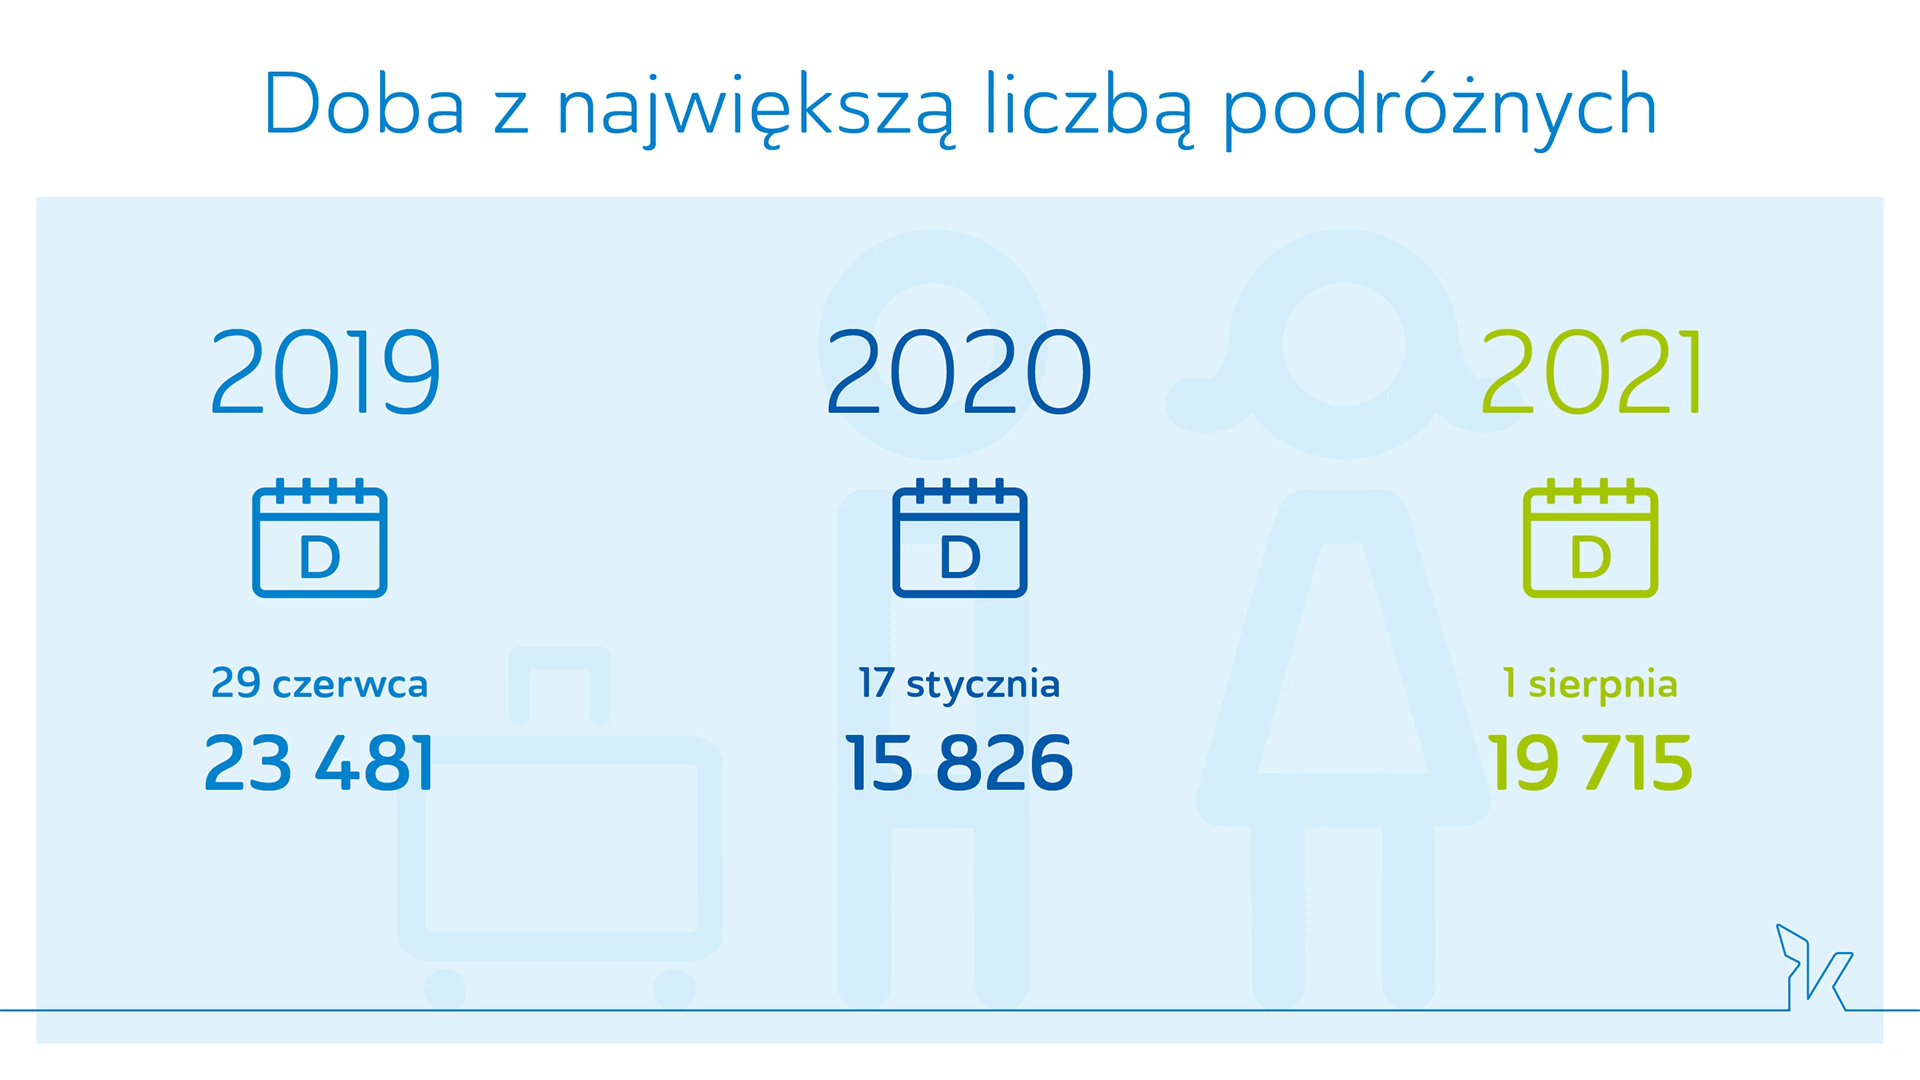 Doba z największą liczbą podróżnych
2019
D
29 czerwca
23 481
2020
D
17 stycznia
15 826
2021
D
1 sierpnia
19 715